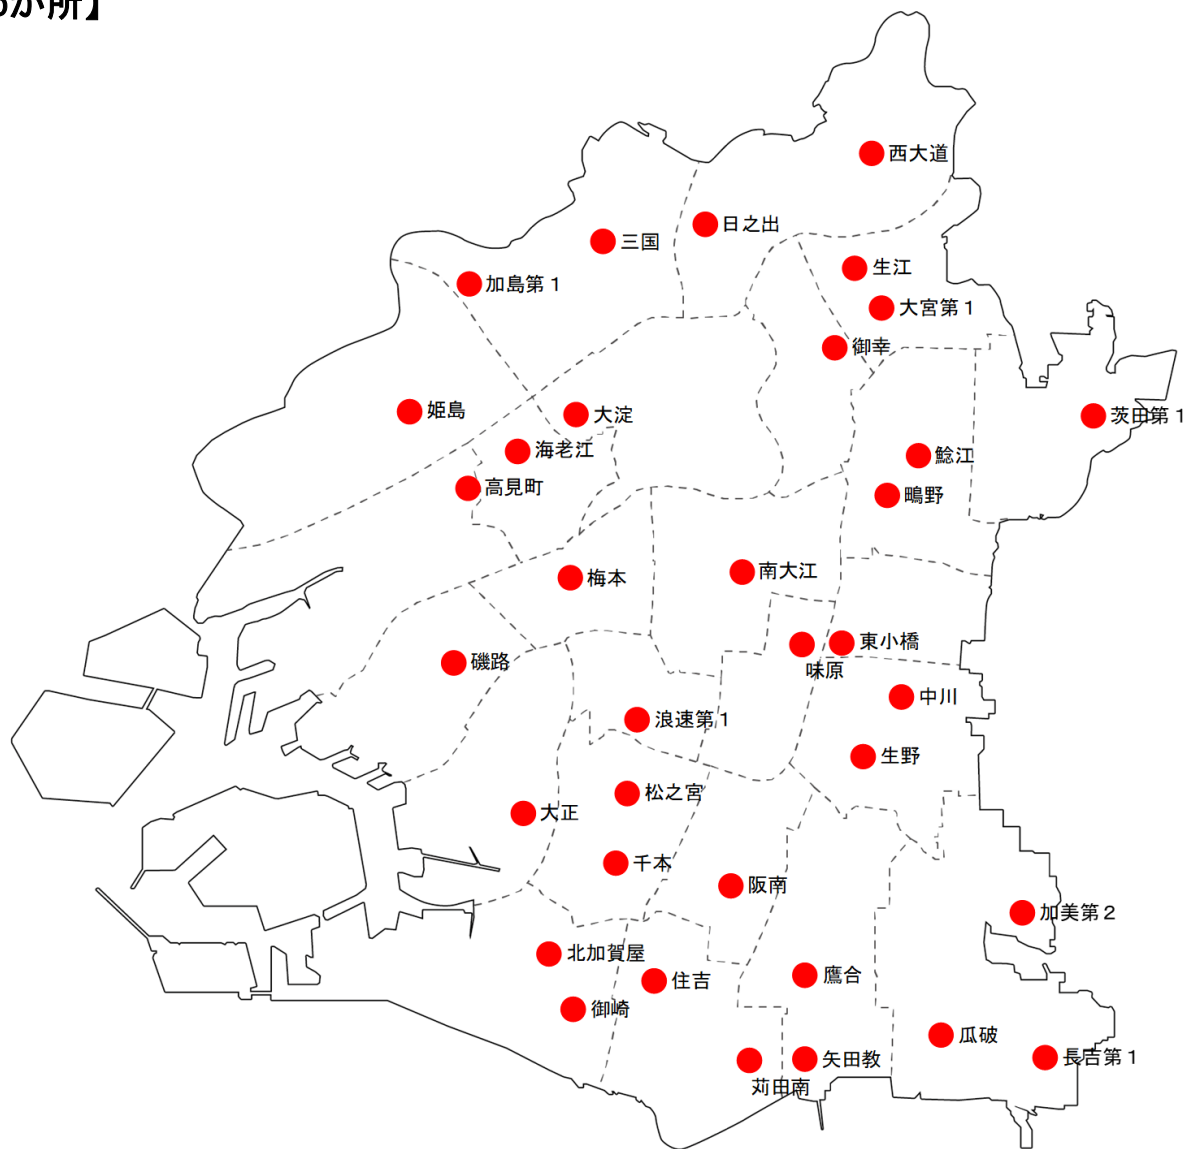 か所】
西大道
日之出
三国
生江
加島第１
大宮第１
御幸
姫島
大淀
茨田第１
海老江
鯰江
高見町
鴫野
南大江
梅本
東小橋
磯路
味原
中川
浪速第１
生野
松之宮
大正
千本
阪南
加美第２
北加賀屋
鷹合
住吉
御崎
瓜破
長吉第１
矢田教
苅田南